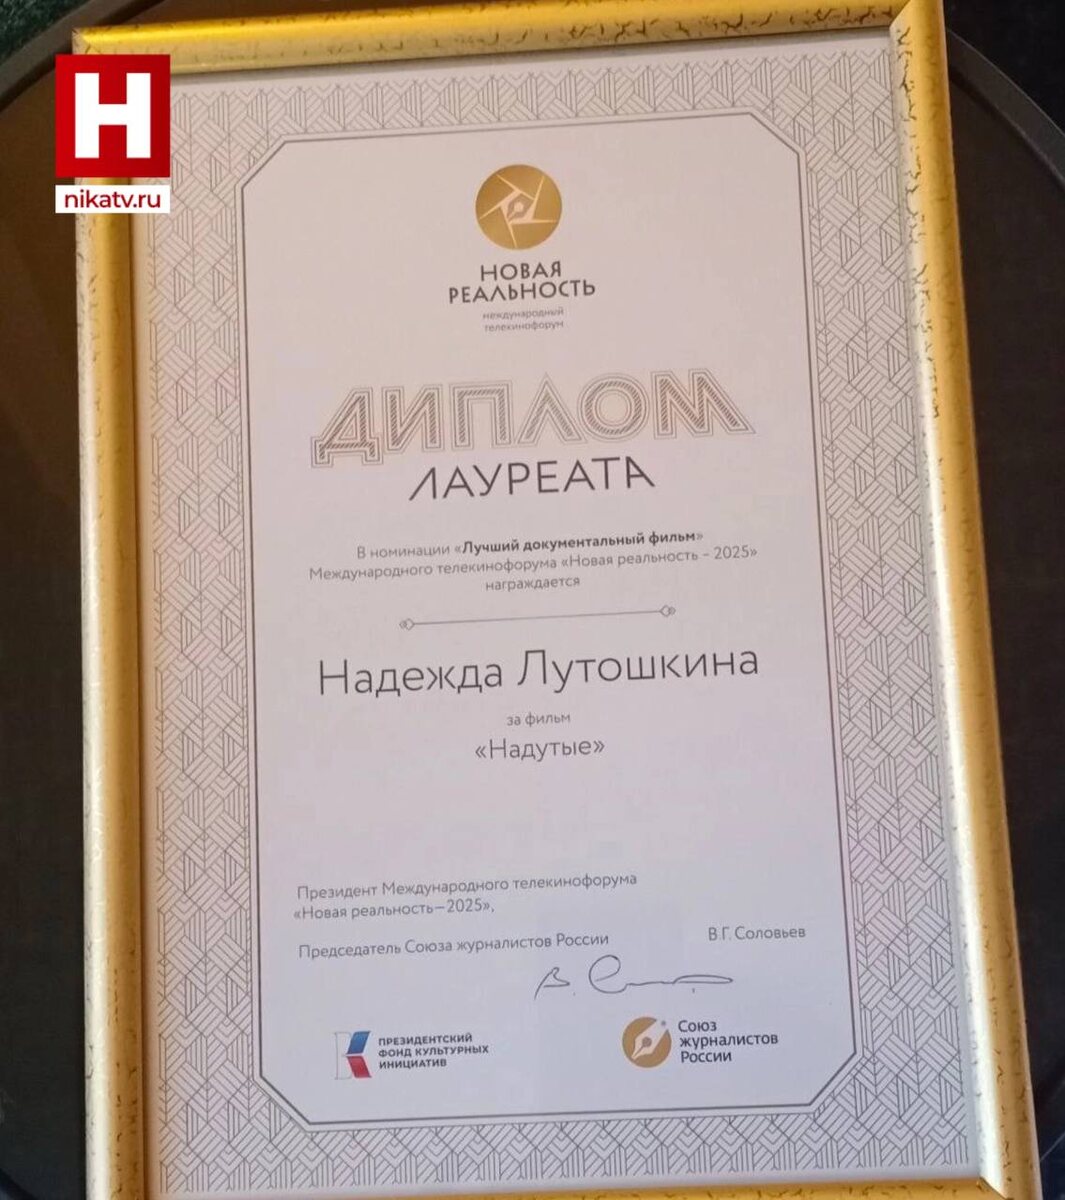 Н
nikatv.ru
НОВАЯ
РЕАЛЬНОСТЬ
международный
телекинофорум
ДИПЛОМ
ЛАУРЕАТА
В номинации «Лучший документальный фильм»
Международного телекинофорума «Новая реальность - 2025»
награждается
Надежда Лутошкина
за фильм
«Надутые»
Президент Международного телекинофорума
«Новая реальность—2025»,
Председатель Союза журналистов России
В.Г. Соловьев
ПРЕЗИДЕНТСКИЙ
ФОНД КУЛЬТУРНЫХ
ИНИЦИАТИВ
Союз
журналистов
России